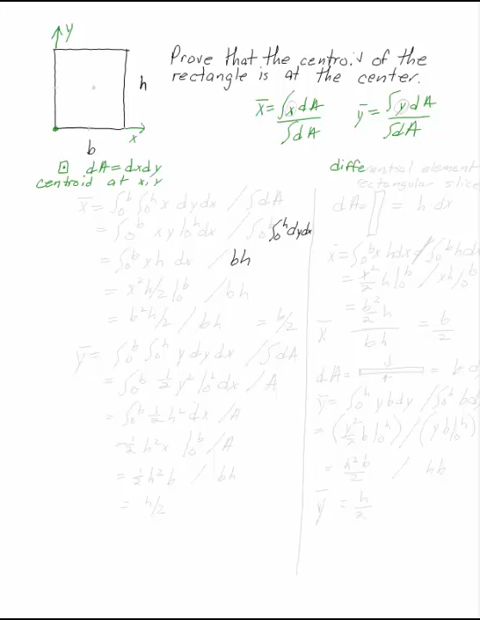 y
Prove that the centroid of the
rectangle is at the center.
h
x̄ = ∫x dA / ∫dA    ȳ = ∫y dA / ∫dA
x
b
dA = dxdy
centroid at x, y
x̄ = ∫₀ᵇ ∫₀ʰ x dy dx / ∫dA
= ∫₀ᵇ xy|₀ʰ dx / ∫₀ᵇ ∫₀ʰ dydx
= ∫₀ᵇ xh dx / bh
= x²h/2 |₀ᵇ / bh
= b²h/2 / bh = b/2
ȳ = ∫₀ᵇ ∫₀ʰ y dy dx / ∫dA
= ∫₀ᵇ ½ y² |₀ʰ dx / A
= ∫₀ᵇ ½ h² dx / A
= ½ h² x |₀ᵇ / A
= ½ h² b / bh
= h/2
differential element
rectangular slice
dA = = h dx
x̄ = ∫₀ᵇ x h dx / ∫₀ᵇ h dx
= x²/2 h |₀ᵇ / xh |₀ᵇ
x̄ = b²/2 h / bh = b/2
dA = = b
ȳ = ∫₀ʰ y b dy / ∫₀ʰ b dy
= (y²/2 b |₀ʰ) / (y b |₀ʰ)
= h²b/2 / hb
ȳ = h/2